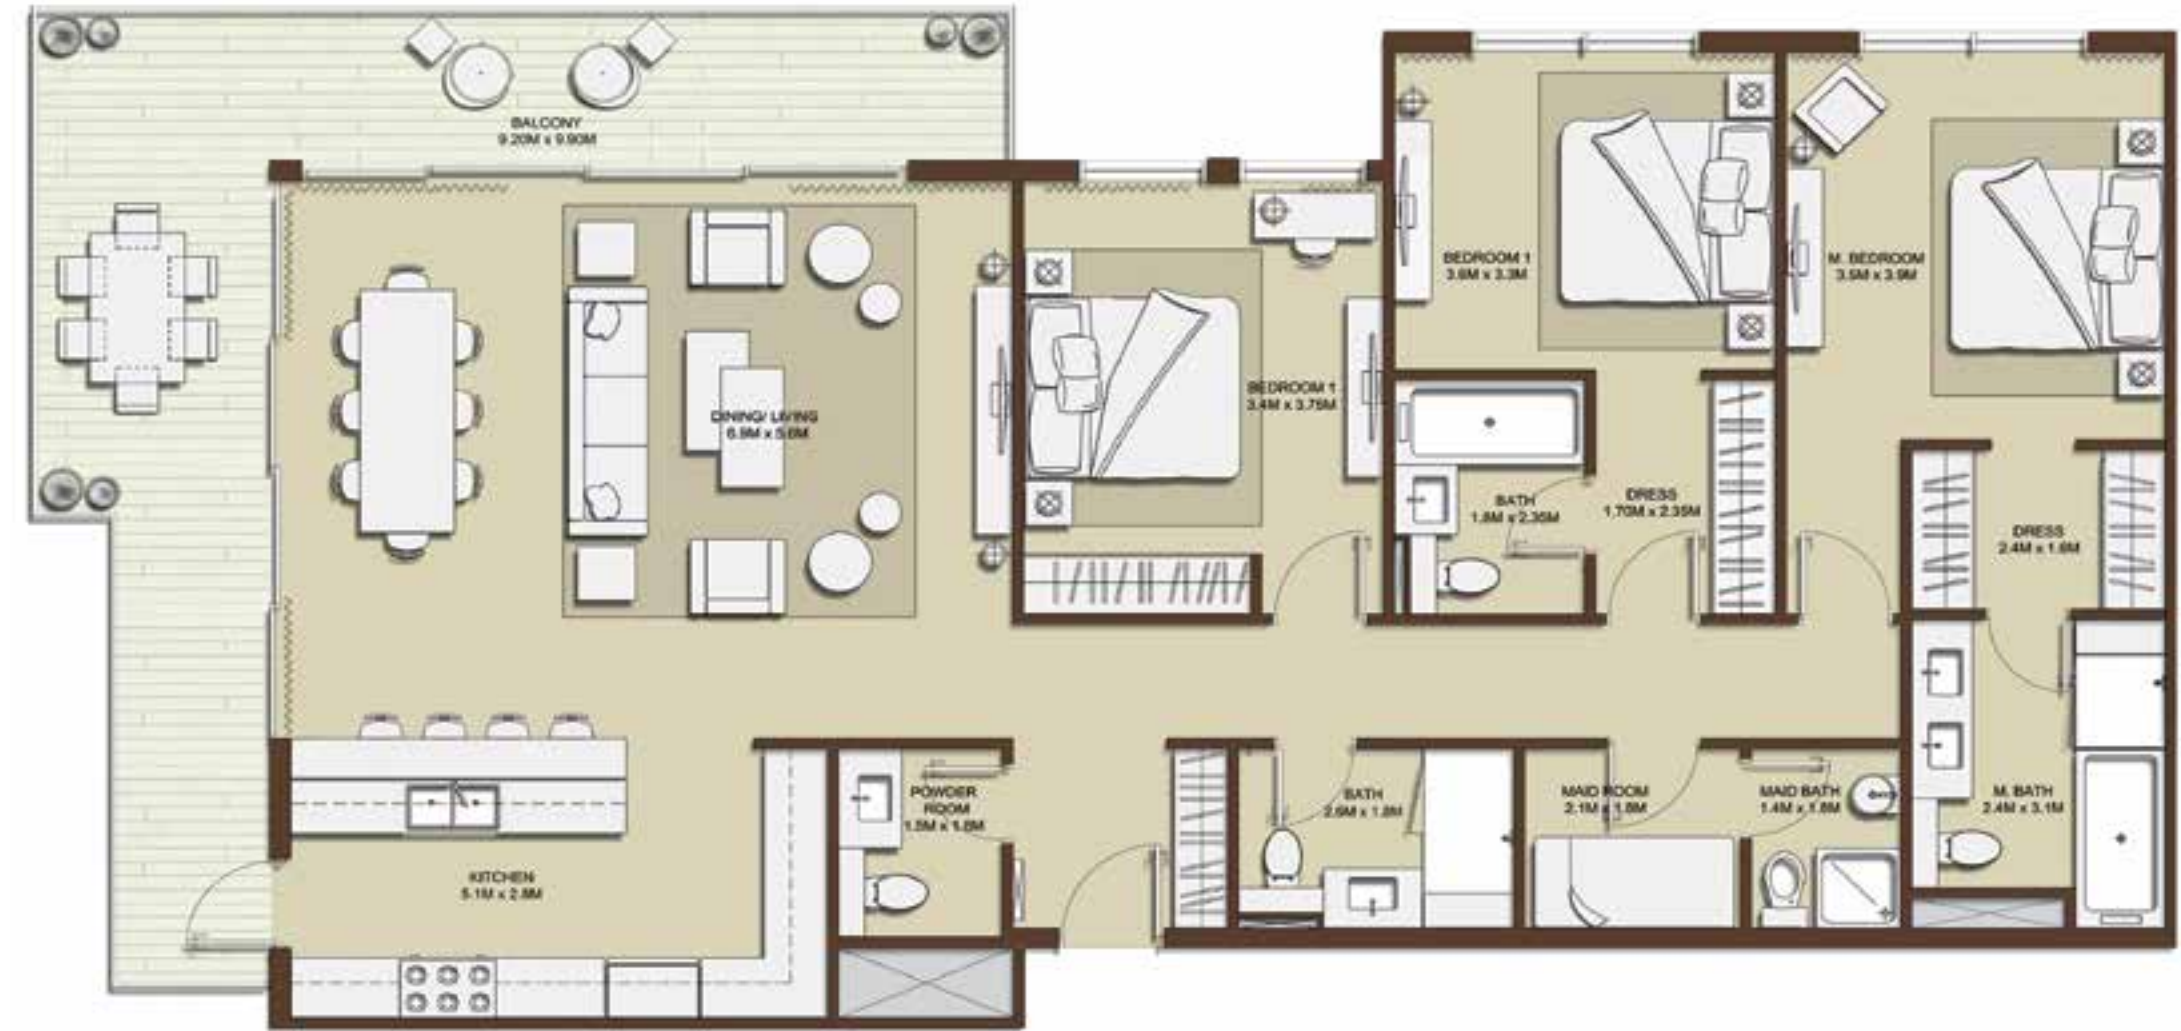 BALCONY
9.20M x 9.90M
BEDROOM 1
3.6M x 3.3M
M. BEDROOM
3.5M x 3.9M
BEDROOM 1
3.4M x 3.75M
DINING/ LIVING
6.9M x 5.6M
BATH
1.8M x 2.35M
DRESS
1.70M x 2.35M
DRESS
2.4M x 1.8M
POWDER
ROOM
1.5M x 1.8M
BATH
2.6M x 1.8M
MAID ROOM
2.1M x 1.8M
MAID BATH
1.4M x 1.8M
M. BATH
2.4M x 3.1M
KITCHEN
5.1M x 2.8M